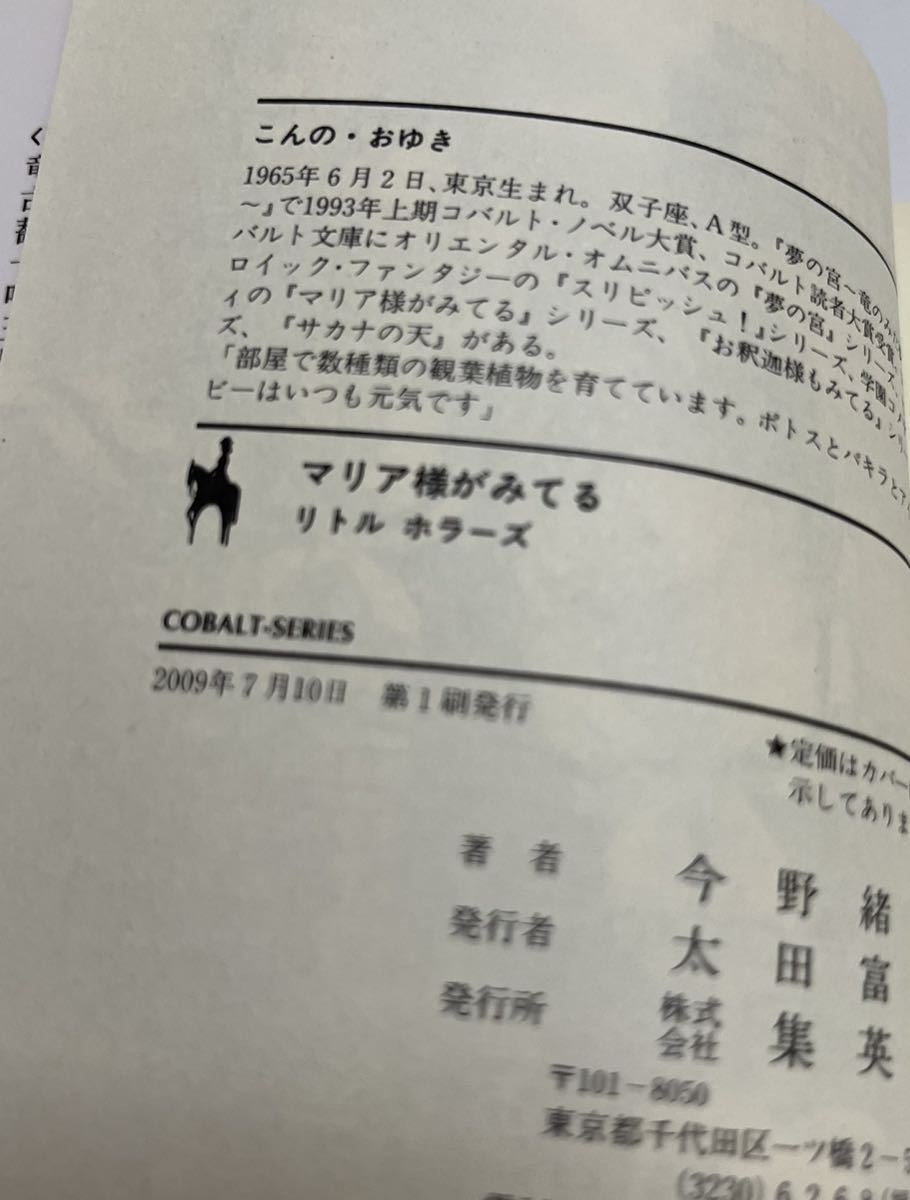 こんの・おゆき
1965年6月2日、東京生まれ。双子座、A型。『夢の宮〜竜のみ
〜』で1993年上期コバルト・ノベル大賞、コバルト読者大賞受賞
バルト文庫にオリエンタル・オムニバスの『夢の宮』シリーズ、
ロイック・ファンタジーの『スリピッシュ!』シリーズ、学園コメ
ィの『マリア様がみてる』シリーズ、『お釈迦様もみてる』シリ
ズ、『サカナの天』がある。
「部屋で数種類の観葉植物を育てています。ポトスとパキラと
ビーはいつも元気です」
マリア様がみてる
リトル ホラーズ
COBALT-SERIES
2009年7月10日 第1刷発行
★定価はカバー
示してありま
著者 今野緒
発行者 太田富
発行所 株式会社 集英
〒101-8050
東京都千代田区一ツ橋2-
(3230)626